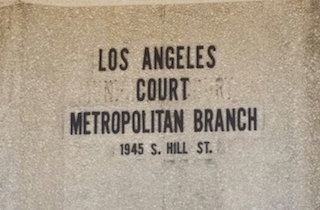 LOS ANGELES
COURT
METROPOLITAN BRANCH
1945 S. HILL ST.